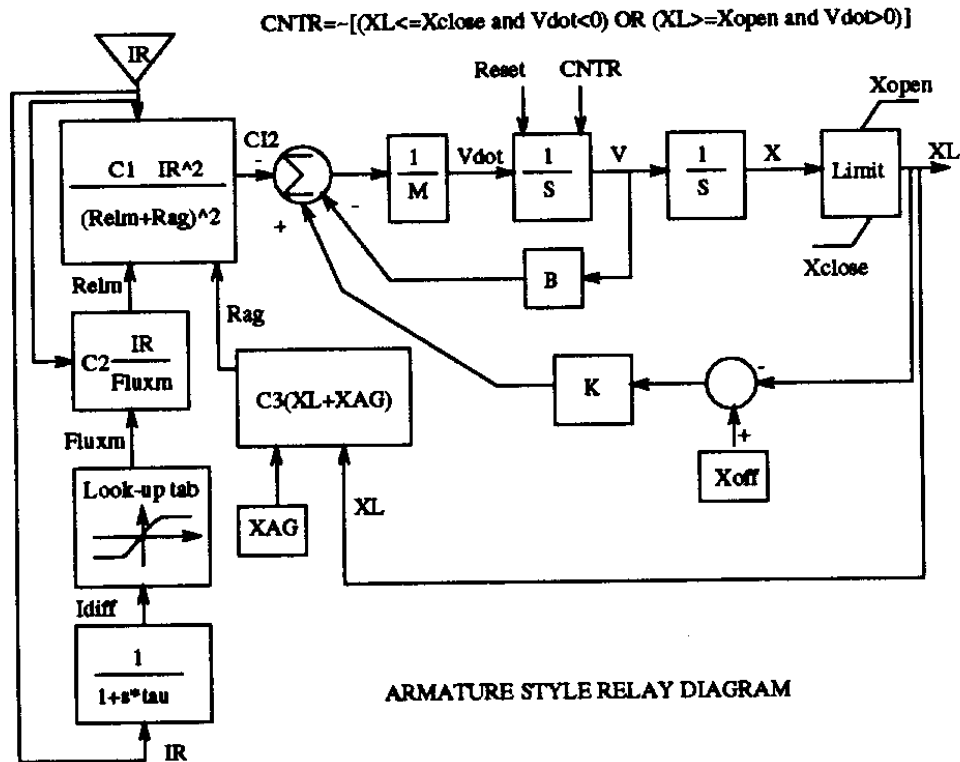 CNTR=~[(XL<=Xclose and Vdot<0) OR (XL>=Xopen and Vdot>0)]
IR
Reset
CNTR
Xopen
C1 IR^2
(Relm+Rag)^2
CI2
-
Σ
+
-
1
M
Vdot
1
S
V
1
S
X
Limit
XL
Xclose
B
Relm
Rag
C2 IR
Fluxm
C3(XL+XAG)
K
-
+
Xoff
Fluxm
Look-up tab
XAG
XL
Idiff
1
1+s*tau
IR
ARMATURE STYLE RELAY DIAGRAM